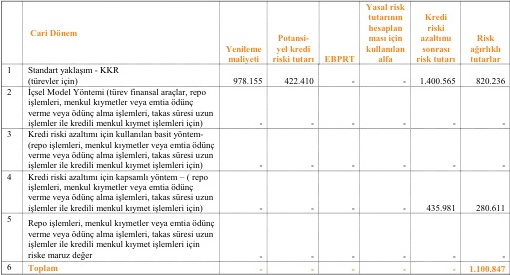 Cari Dönem
Yenileme
maliyeti
Potansi-
yel kredi
riski tutarı
EBPRT
Yasal risk
tutarının
hesaplan
ması için
kullanılan
alfa
Kredi
riski
azaltımı
sonrası
risk tutarı
Risk
ağırlıklı
tutarlar
1 Standart yaklaşım - KKR
(türevler için) 978.155 422.410 - - 1.400.565 820.236
2 İçsel Model Yöntemi (türev finansal araçlar, repo
işlemleri, menkul kıymetler veya emtia ödünç
verme veya ödünç alma işlemleri, takas süresi uzun
işlemler ile kredili menkul kıymet işlemleri için) - - - - - -
3 Kredi riski azaltımı için kullanılan basit yöntem-
(repo işlemleri, menkul kıymetler veya emtia ödünç
verme veya ödünç alma işlemleri, takas süresi uzun
işlemler ile kredili menkul kıymet işlemleri için) - - - - - -
4 Kredi riski azaltımı için kapsamlı yöntem – ( repo
işlemleri, menkul kıymetler veya emtia ödünç
verme veya ödünç alma işlemleri, takas süresi uzun
işlemler ile kredili menkul kıymet işlemleri için) - - - - 435.981 280.611
5 Repo işlemleri, menkul kıymetler veya emtia ödünç
verme veya ödünç alma işlemleri, takas süresi uzun
işlemler ile kredili menkul kıymet işlemleri için
riske maruz değer - - - - - -
6 Toplam - - - - - 1.100.847